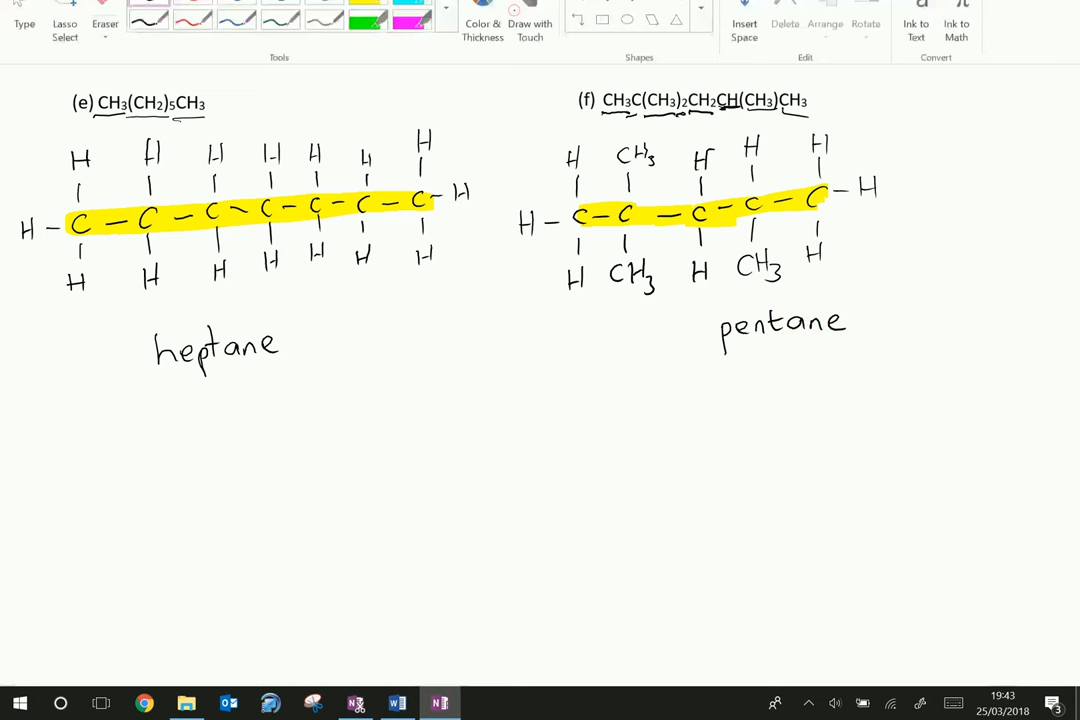 Type Lasso Select Eraser Color & Thickness Draw with Touch Insert Space Delete Arrange Rotate Ink to Text Ink to Math
Tools Shapes Edit Convert
(e) CH3(CH2)5CH3
H H H H H H H
H - C - C - C - C - C - C - C - H
H H H H H H H
heptane
(f) CH3C(CH3)2CH2CH(CH3)CH3
H CH3 H H H
H - C - C - C - C - C - H
H CH3 H CH3 H
pentane
19:43
25/03/2018
3